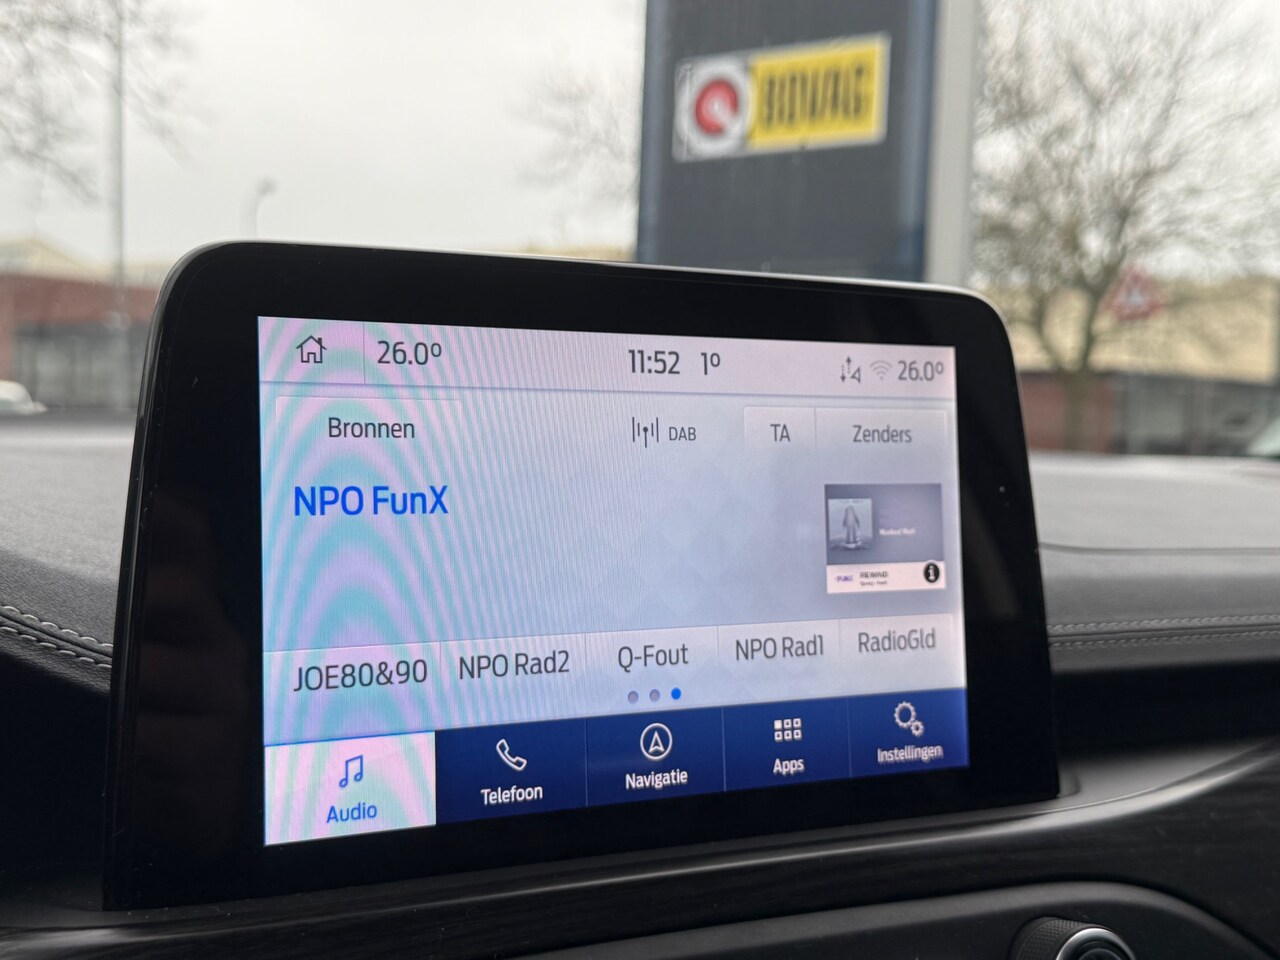 BOVAG
26.0°
11:52 1°
26.0°
Bronnen
DAB
TA
Zenders
NPO FunX
REWIND
JOE80&90
NPO Rad2
Q-Fout
NPO Rad1
RadioGld
Audio
Telefoon
Navigatie
Apps
Instellingen